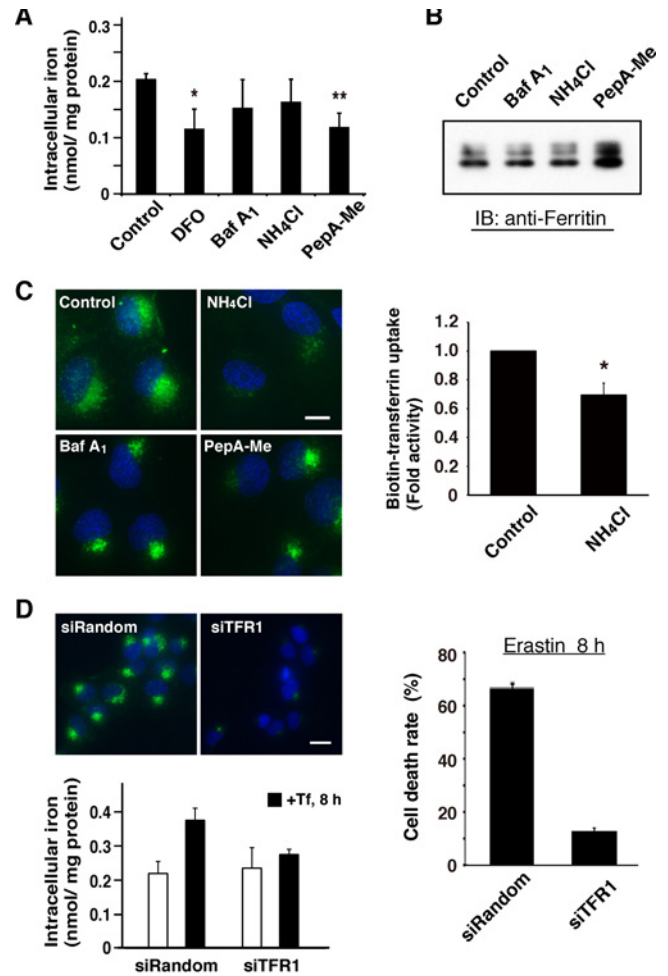 A
Intracellular iron
(nmol/ mg protein)
0.3
0.2
0.1
0
*
**
Control
DFO
Baf A₁
NH₄Cl
PepA-Me
B
Control
Baf A₁
NH₄Cl
PepA-Me
IB: anti-Ferritin
C
Control
NH₄Cl
Baf A₁
PepA-Me
Biotin-transferrin uptake
(Fold activity)
1.2
1.0
0.8
0.6
0.4
0.2
0
*
Control
NH₄Cl
D
siRandom
siTFR1
Intracellular iron
(nmol/ mg protein)
0.4
0.3
0.2
0.1
0
+Tf, 8 h
siRandom
siTFR1
Erastin 8 h
Cell death rate (%)
80
60
40
20
0
siRandom
siTFR1